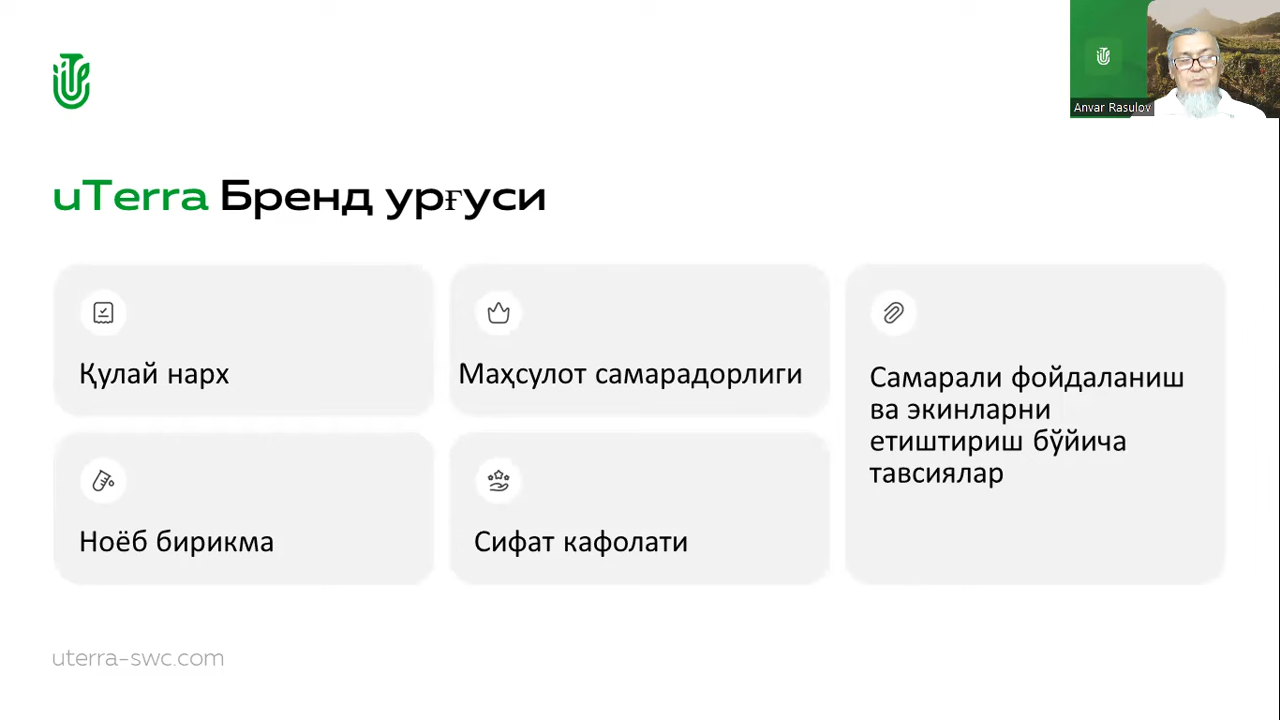 Anvar Rasulov
uTerra Бренд урғуси
Қулай нарх
Маҳсулот самарадорлиги
Самарали фойдаланиш
ва экинларни
етиштириш бўйича
тавсиялар
Ноёб бирикма
Сифат кафолати
uterra-swc.com